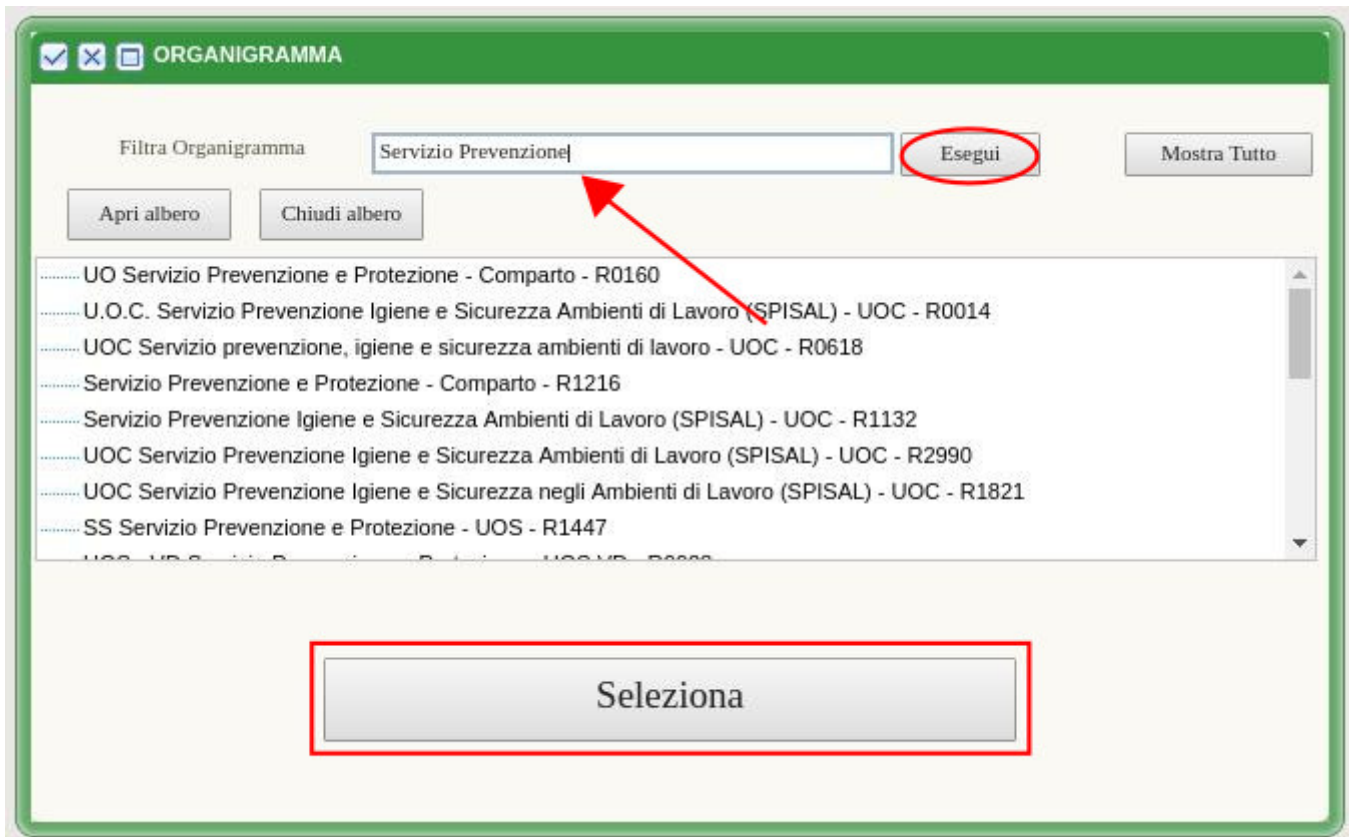 ORGANIGRAMMA
Filtra Organigramma Servizio Prevenzione Esegui Mostra Tutto
Apri albero Chiudi albero
UO Servizio Prevenzione e Protezione - Comparto - R0160
U.O.C. Servizio Prevenzione Igiene e Sicurezza Ambienti di Lavoro (SPISAL) - UOC - R0014
UOC Servizio prevenzione, igiene e sicurezza ambienti di lavoro - UOC - R0618
Servizio Prevenzione e Protezione - Comparto - R1216
Servizio Prevenzione Igiene e Sicurezza Ambienti di Lavoro (SPISAL) - UOC - R1132
UOC Servizio Prevenzione Igiene e Sicurezza Ambienti di Lavoro (SPISAL) - UOC - R2990
UOC Servizio Prevenzione Igiene e Sicurezza negli Ambienti di Lavoro (SPISAL) - UOC - R1821
SS Servizio Prevenzione e Protezione - UOS - R1447
Seleziona